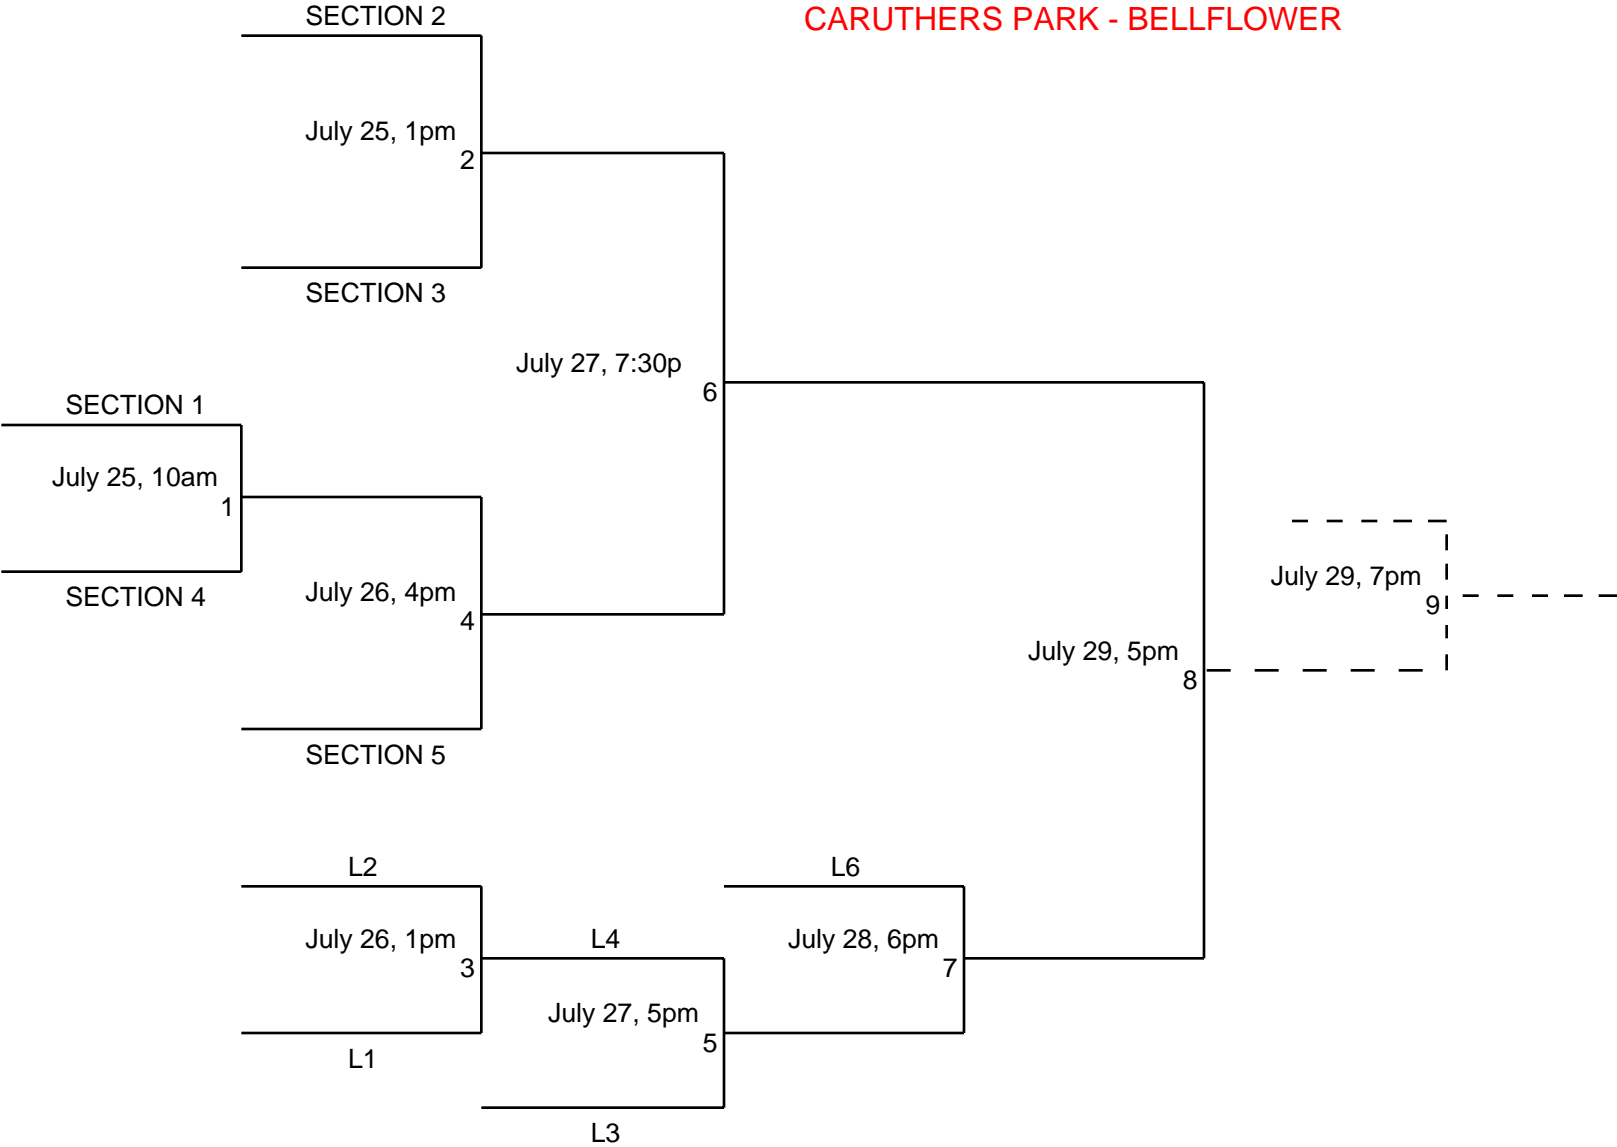 SECTION 2
CARUTHERS PARK - BELLFLOWER
July 25, 1pm
2
SECTION 3
July 27, 7:30p
6
SECTION 1
July 25, 10am
1
SECTION 4
July 26, 4pm
4
July 29, 7pm
9
July 29, 5pm
8
SECTION 5
L2
L6
July 26, 1pm
3
L4
July 28, 6pm
7
July 27, 5pm
5
L1
L3